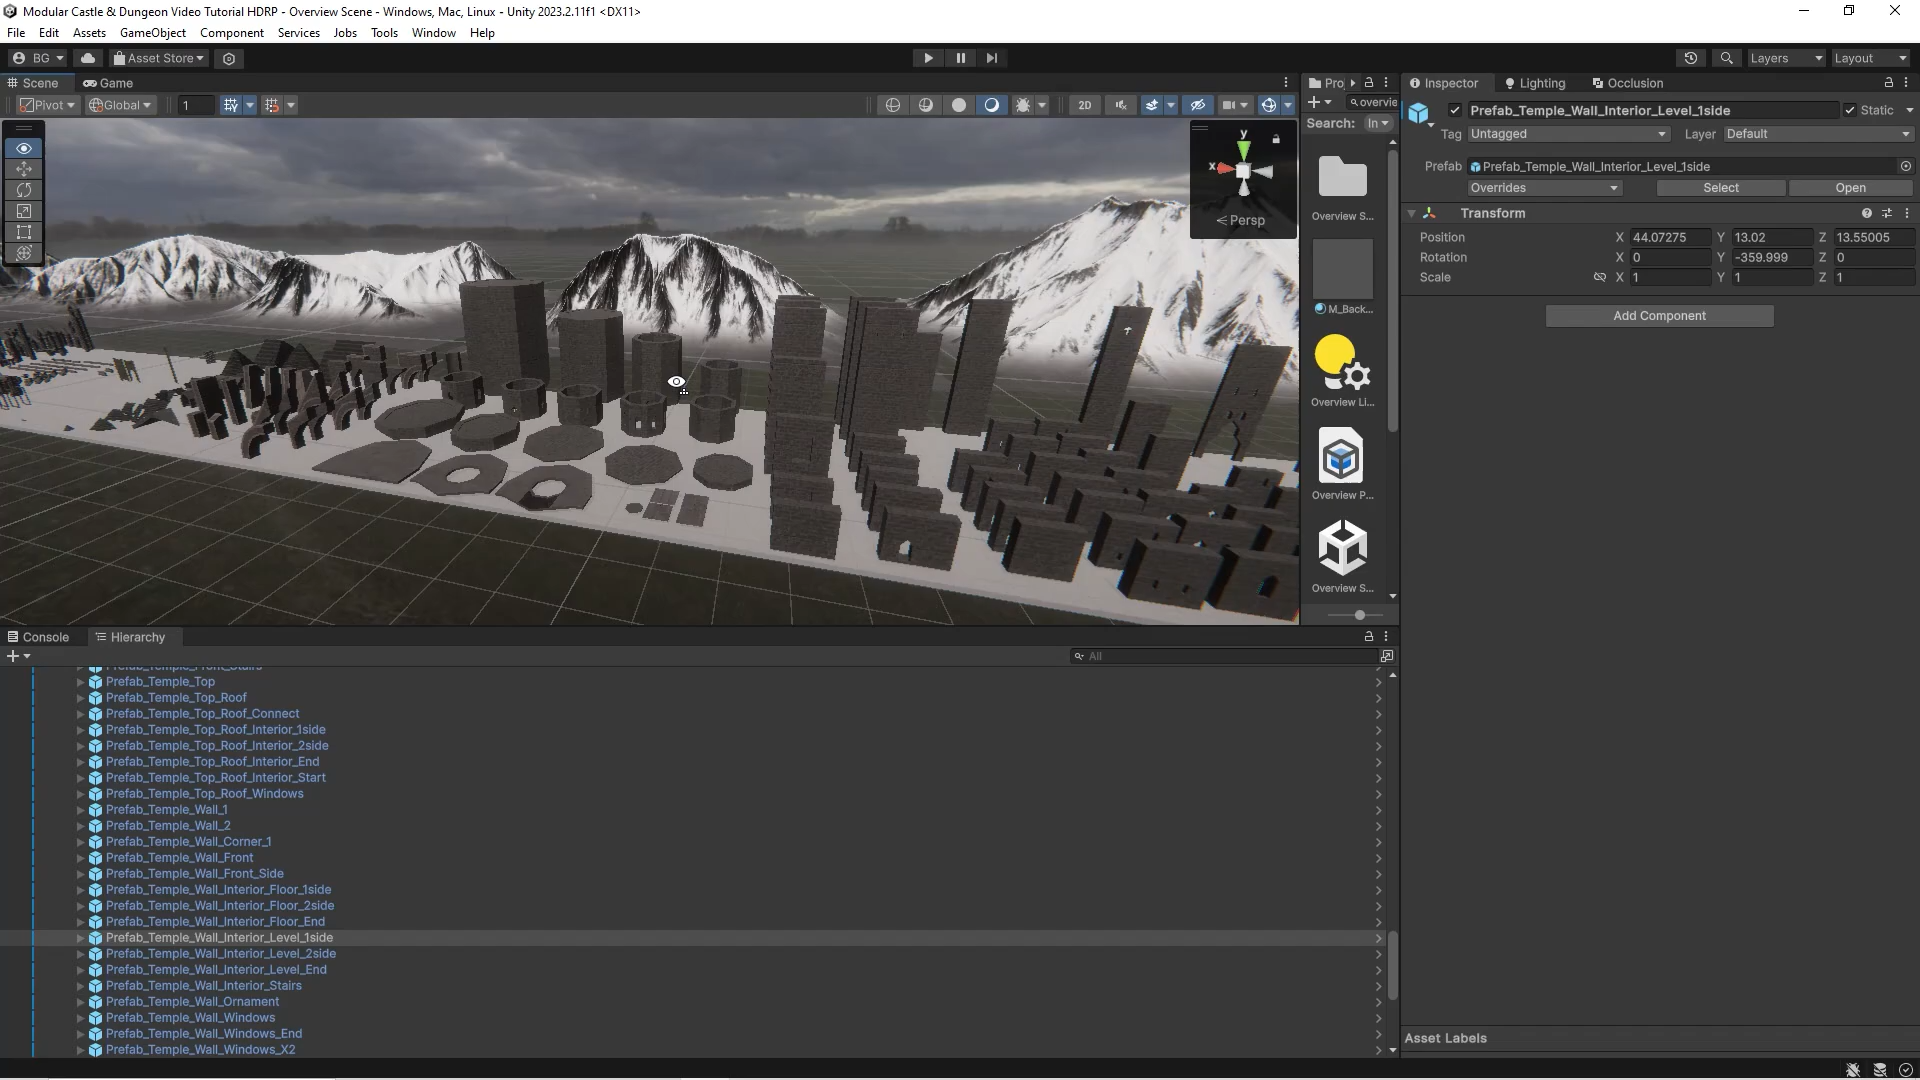 Modular Castle & Dungeon Video Tutorial HDRP - Overview Scene - Windows, Mac, Linux - Unity 2023.2.11f1 <DX11>
File Edit Assets GameObject Component Services Jobs Tools Window Help
BG Asset Store Layers Layout
Scene Game
Pivot Global 1 2D
y
x
Persp
Pro
overvie
Search: In
Overview S...
M_Back...
Overview Li...
Overview P...
Overview S...
Inspector Lighting Occlusion
Prefab_Temple_Wall_Interior_Level_1side Static
Tag Untagged Layer Default
Prefab Prefab_Temple_Wall_Interior_Level_1side
Overrides Select Open
Transform
Position X 44.07275 Y 13.02 Z 13.55005
Rotation X 0 Y -359.999 Z 0
Scale X 1 Y 1 Z 1
Add Component
Console Hierarchy
All
Prefab_Temple_Front_Stairs
Prefab_Temple_Top
Prefab_Temple_Top_Roof
Prefab_Temple_Top_Roof_Connect
Prefab_Temple_Top_Roof_Interior_1side
Prefab_Temple_Top_Roof_Interior_2side
Prefab_Temple_Top_Roof_Interior_End
Prefab_Temple_Top_Roof_Interior_Start
Prefab_Temple_Top_Roof_Windows
Prefab_Temple_Wall_1
Prefab_Temple_Wall_2
Prefab_Temple_Wall_Corner_1
Prefab_Temple_Wall_Front
Prefab_Temple_Wall_Front_Side
Prefab_Temple_Wall_Interior_Floor_1side
Prefab_Temple_Wall_Interior_Floor_2side
Prefab_Temple_Wall_Interior_Floor_End
Prefab_Temple_Wall_Interior_Level_1side
Prefab_Temple_Wall_Interior_Level_2side
Prefab_Temple_Wall_Interior_Level_End
Prefab_Temple_Wall_Interior_Stairs
Prefab_Temple_Wall_Ornament
Prefab_Temple_Wall_Windows
Prefab_Temple_Wall_Windows_End
Prefab_Temple_Wall_Windows_X2
Asset Labels